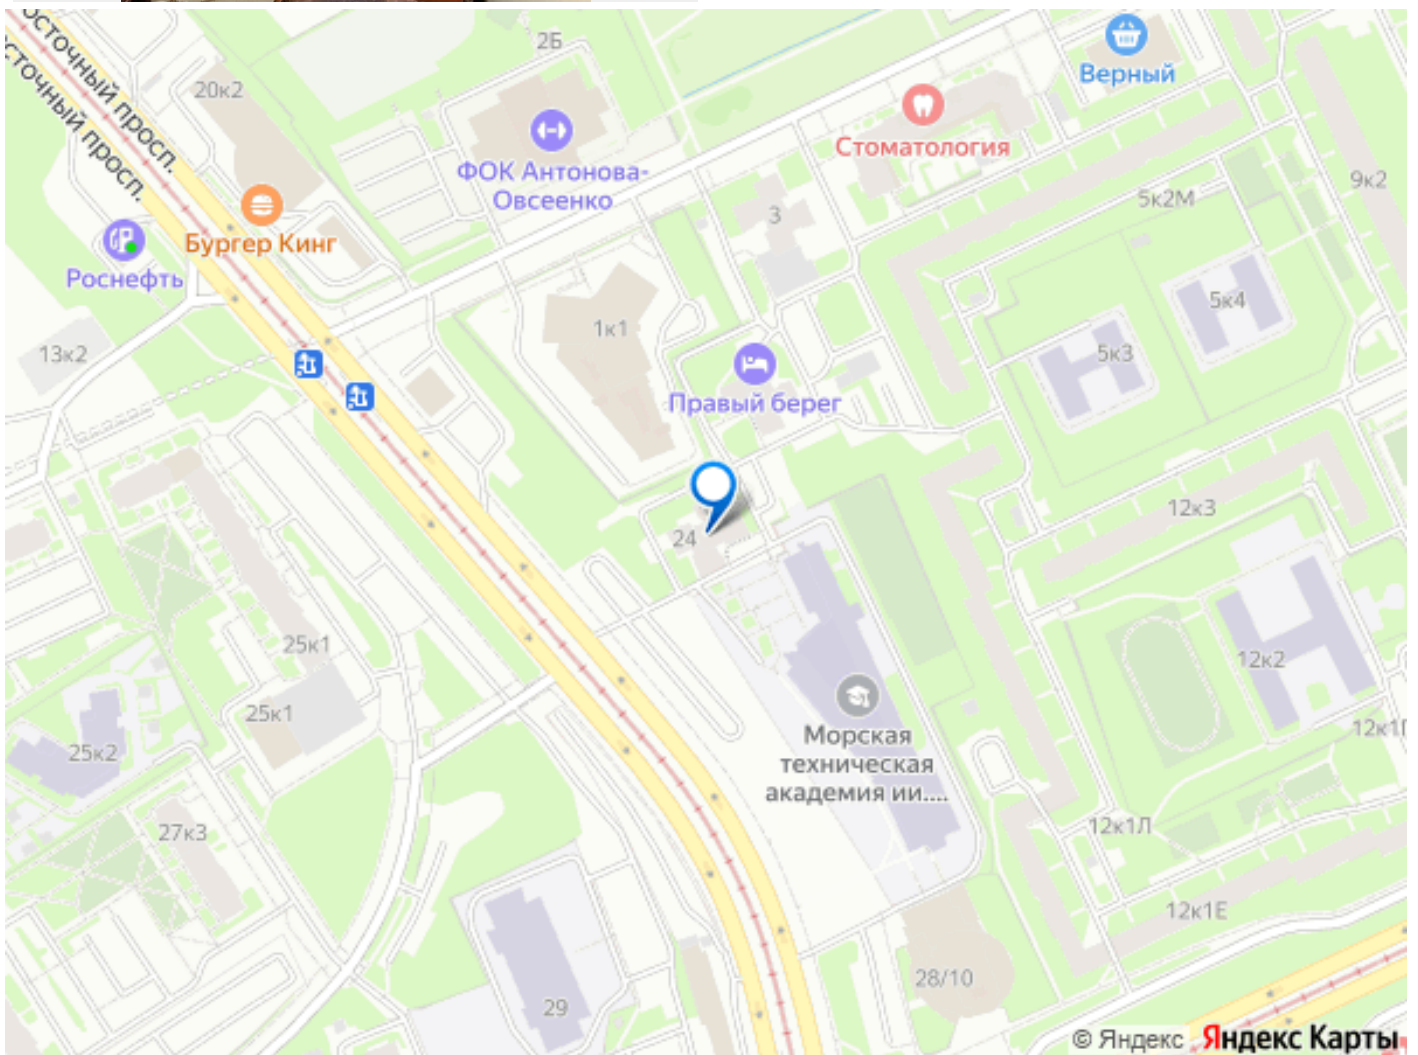 осточный просп.
сточный просп.
2Б
20к2
Верный
Стоматология
ФОК Антонова-
Овсеенко
9к2
5к2М
3
Бургер Кинг
Роснефть
5к4
1к1
13к2
5к3
Правый берег
12к3
24
25к1
12к2
25к1
25к2
Морская
техническая
академия ии....
12к1
27к3
12к1Л
12к1Е
28/10
29
© Яндекс Яндекс Карты